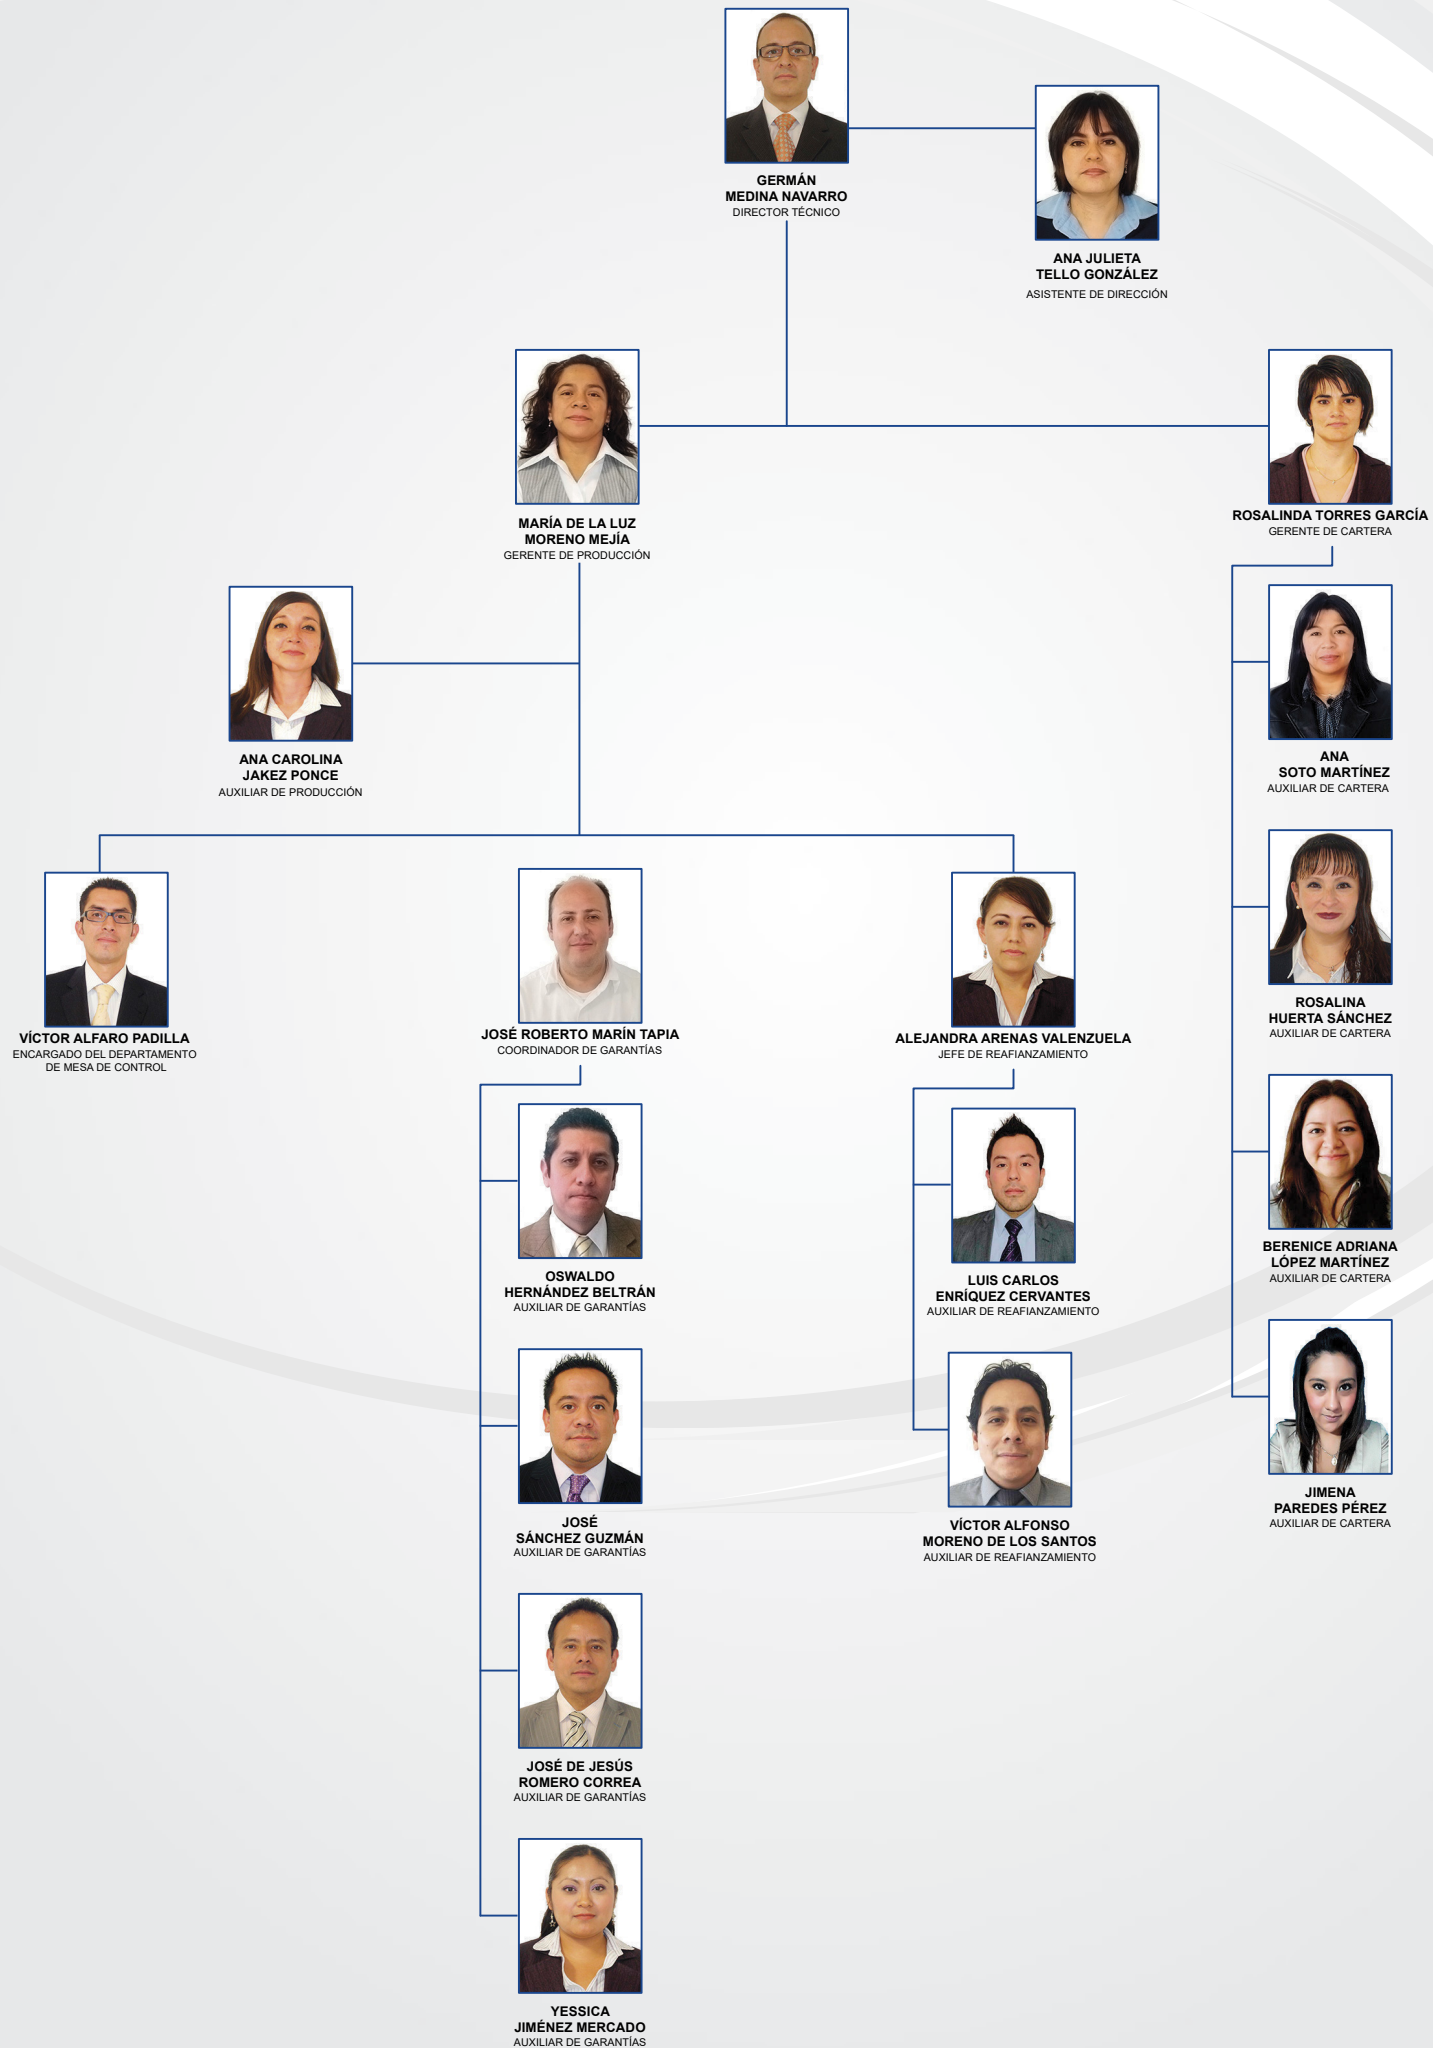 GERMÁN
MEDINA NAVARRO
DIRECTOR TÉCNICO
ANA JULIETA
TELLO GONZÁLEZ
ASISTENTE DE DIRECCIÓN
MARÍA DE LA LUZ
MORENO MEJÍA
GERENTE DE PRODUCCIÓN
ROSALINDA TORRES GARCÍA
GERENTE DE CARTERA
ANA CAROLINA
JAKEZ PONCE
AUXILIAR DE PRODUCCIÓN
ANA
SOTO MARTÍNEZ
AUXILIAR DE CARTERA
VÍCTOR ALFARO PADILLA
ENCARGADO DEL DEPARTAMENTO
DE MESA DE CONTROL
JOSÉ ROBERTO MARÍN TAPIA
COORDINADOR DE GARANTÍAS
ALEJANDRA ARENAS VALENZUELA
JEFE DE REAFIANZAMIENTO
ROSALINA
HUERTA SÁNCHEZ
AUXILIAR DE CARTERA
OSWALDO
HERNÁNDEZ BELTRÁN
AUXILIAR DE GARANTÍAS
LUIS CARLOS
ENRÍQUEZ CERVANTES
AUXILIAR DE REAFIANZAMIENTO
BERENICE ADRIANA
LÓPEZ MARTÍNEZ
AUXILIAR DE CARTERA
JOSÉ
SÁNCHEZ GUZMÁN
AUXILIAR DE GARANTÍAS
VÍCTOR ALFONSO
MORENO DE LOS SANTOS
AUXILIAR DE REAFIANZAMIENTO
JIMENA
PAREDES PÉREZ
AUXILIAR DE CARTERA
JOSÉ DE JESÚS
ROMERO CORREA
AUXILIAR DE GARANTÍAS
YESSICA
JIMÉNEZ MERCADO
AUXILIAR DE GARANTÍAS